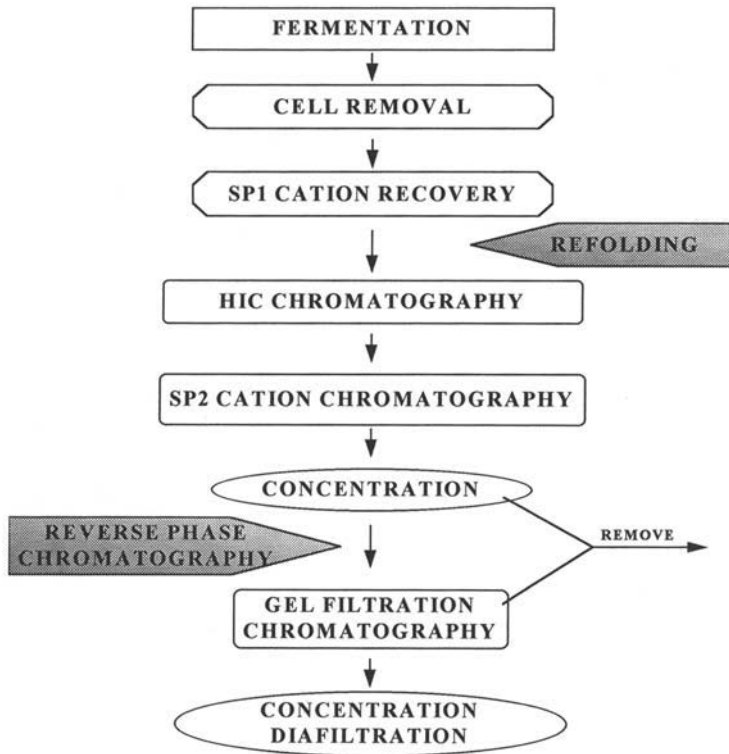 FERMENTATION
CELL REMOVAL
SP1 CATION RECOVERY
REFOLDING
HIC CHROMATOGRAPHY
SP2 CATION CHROMATOGRAPHY
CONCENTRATION
REVERSE PHASE
CHROMATOGRAPHY
REMOVE
GEL FILTRATION
CHROMATOGRAPHY
CONCENTRATION
DIAFILTRATION